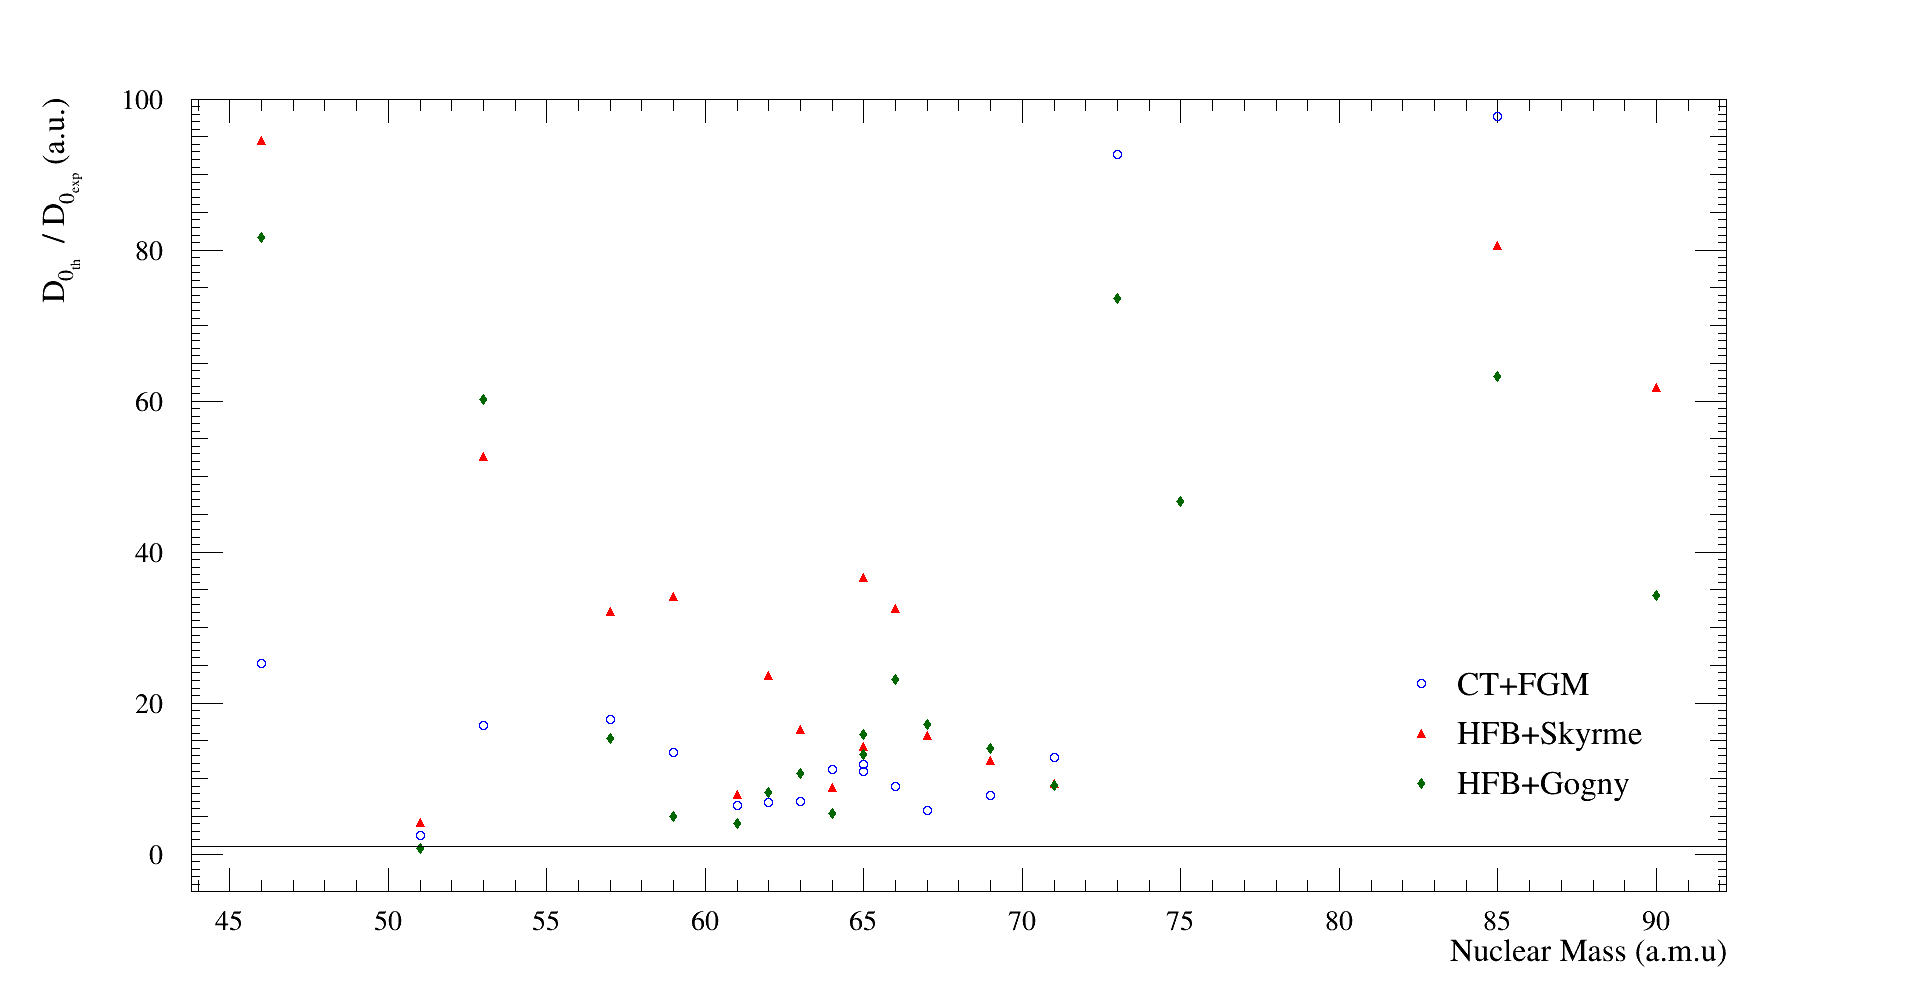 D0th / D0exp (a.u.)
100
80
60
40
20
0
CT+FGM
HFB+Skyrme
HFB+Gogny
45 50 55 60 65 70 75 80 85 90
Nuclear Mass (a.m.u)